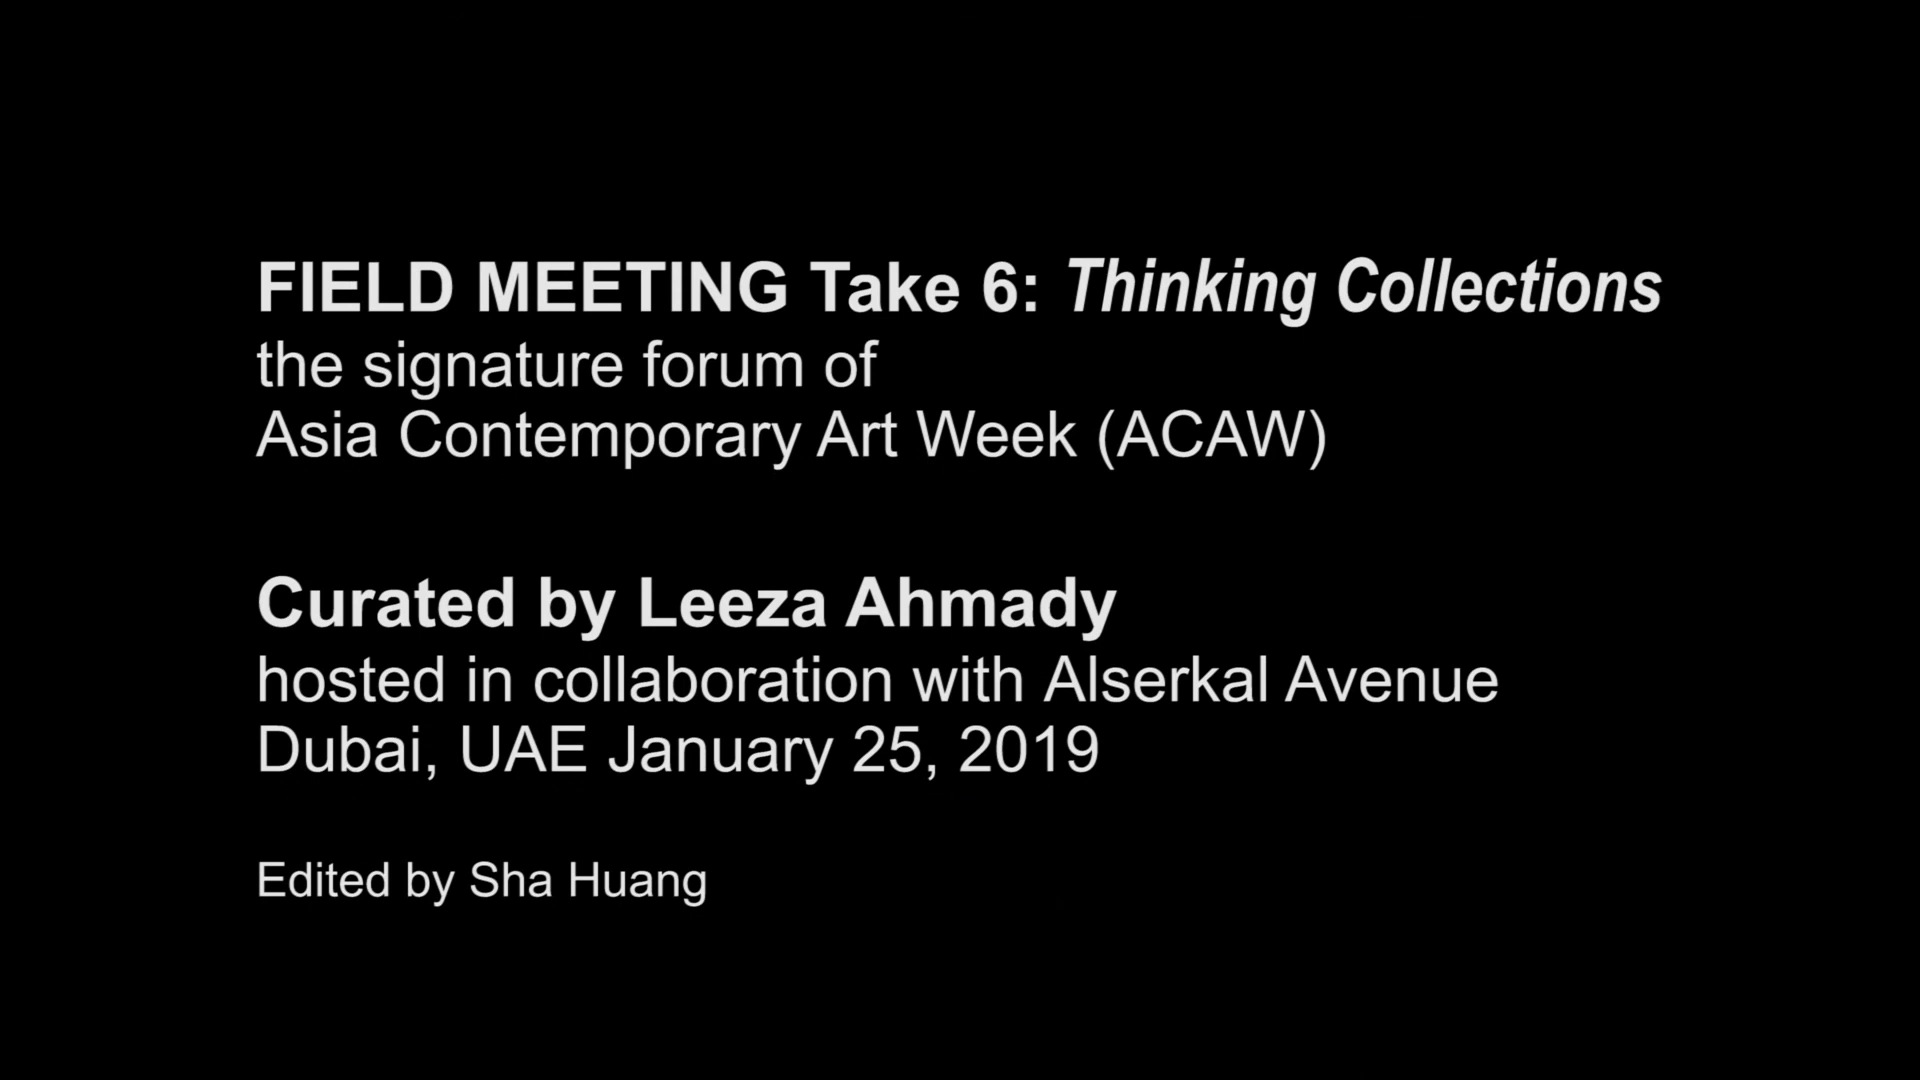 FIELD MEETING Take 6: Thinking Collections
the signature forum of
Asia Contemporary Art Week (ACAW)
Curated by Leeza Ahmady
hosted in collaboration with Alserkal Avenue
Dubai, UAE January 25, 2019
Edited by Sha Huang